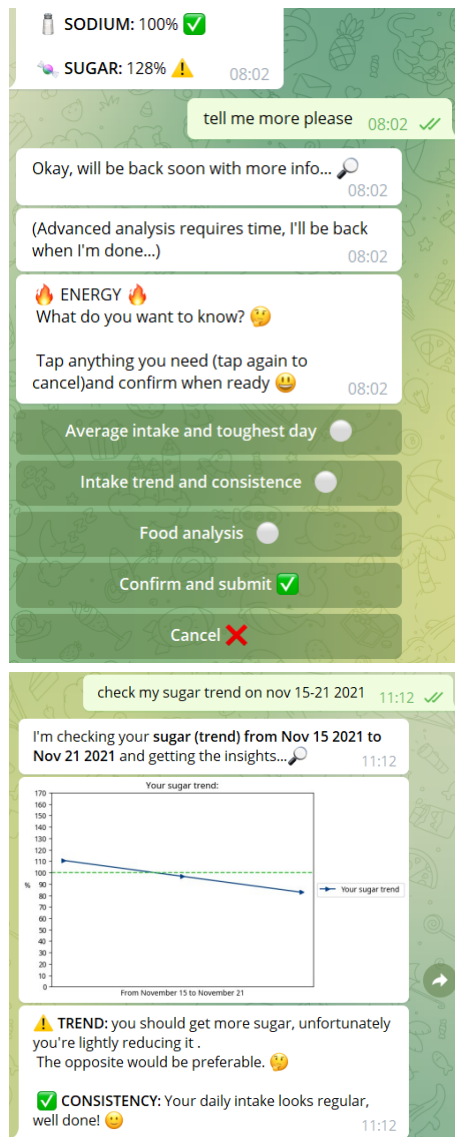 SODIUM: 100% ✅
🍬 SUGAR: 128% ⚠️ 08:02
tell me more please 08:02
Okay, will be back soon with more info... 🔎
08:02
(Advanced analysis requires time, I'll be back
when I'm done...) 08:02
🔥 ENERGY 🔥
What do you want to know? 🤔
Tap anything you need (tap again to
cancel)and confirm when ready 😃 08:02
Average intake and toughest day
Intake trend and consistence
Food analysis
Confirm and submit ✅
Cancel ❌
check my sugar trend on nov 15-21 2021 11:12
I'm checking your sugar (trend) from Nov 15 2021 to
Nov 21 2021 and getting the insights...🔎 11:12
Your sugar trend:
170
160
150
140
130
120
110
100
90
%
80
70
60
50
40
30
20
10
0
Your sugar trend
From November 15 to November 21
⚠️ TREND: you should get more sugar, unfortunately
you're lightly reducing it .
The opposite would be preferable. 🤔
✅ CONSISTENCY: Your daily intake looks regular,
well done! 🙂 11:12